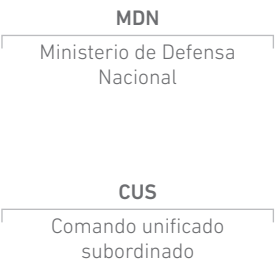 MDN
Ministerio de Defensa
Nacional
CUS
Comando unificado
subordinado